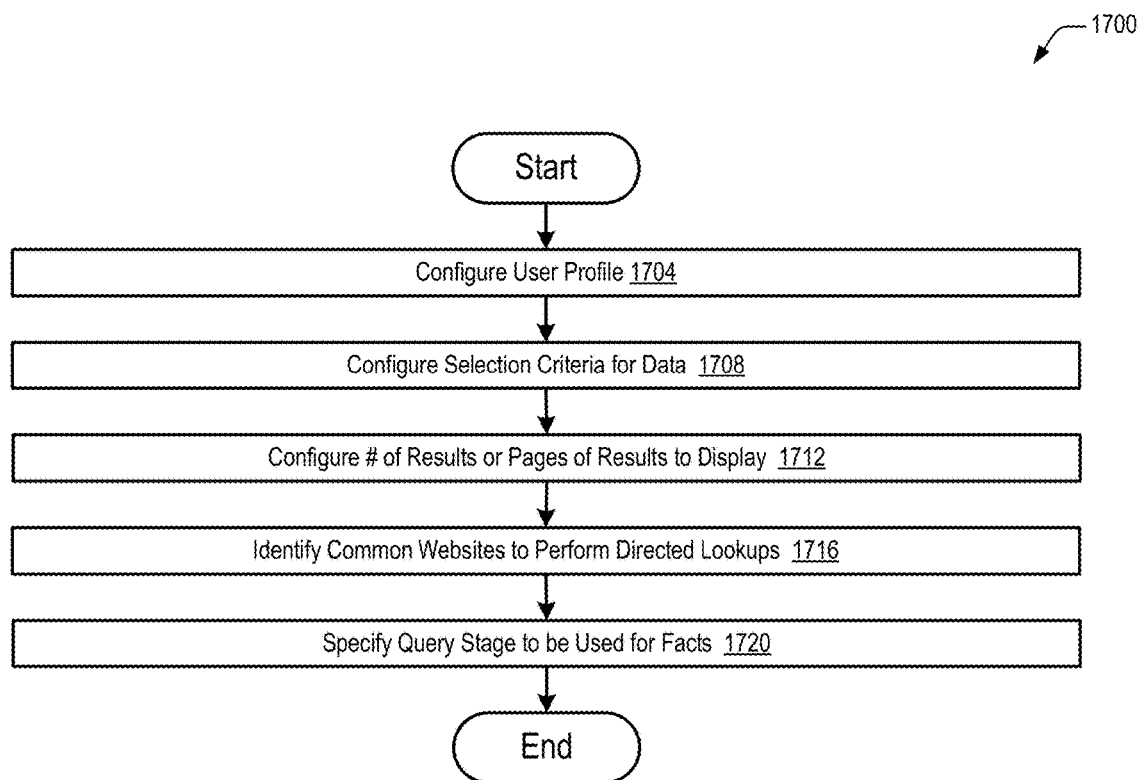 1700
Start
Configure User Profile 1704
Configure Selection Criteria for Data 1708
Configure # of Results or Pages of Results to Display 1712
Identify Common Websites to Perform Directed Lookups 1716
Specify Query Stage to be Used for Facts 1720
End